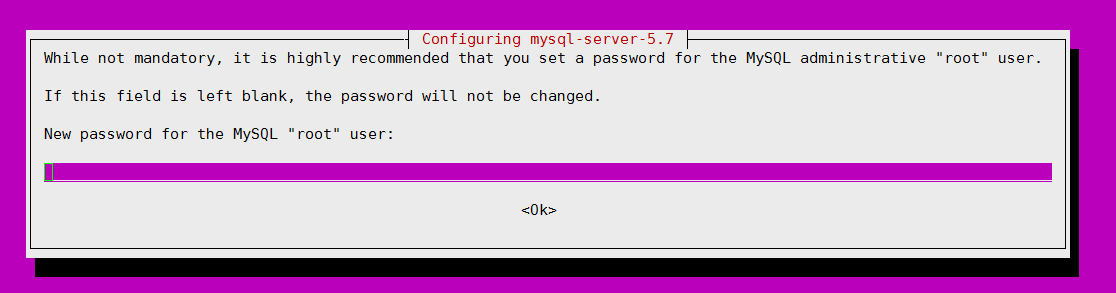 Configuring mysql-server-5.7
While not mandatory, it is highly recommended that you set a password for the MySQL administrative "root" user.
If this field is left blank, the password will not be changed.
New password for the MySQL "root" user:
<Ok>